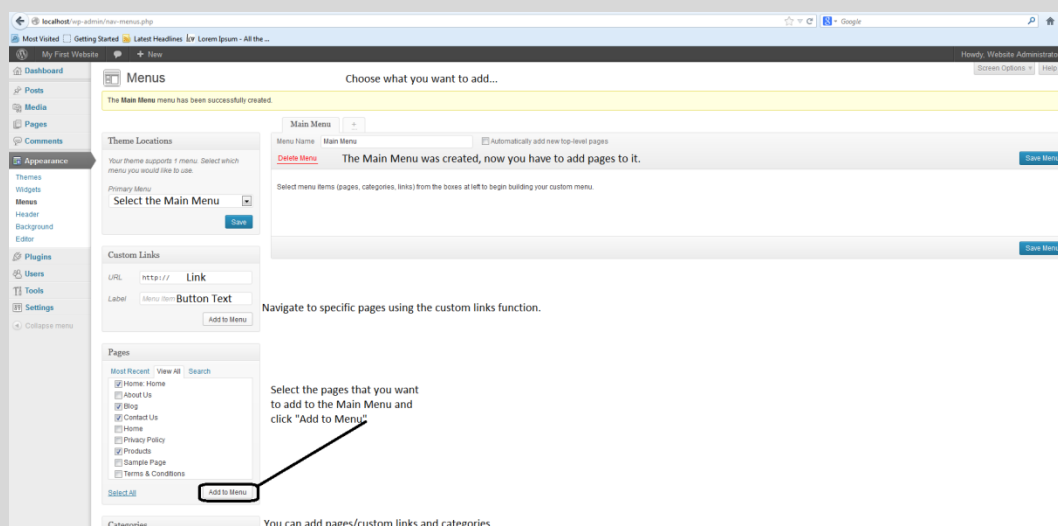 localhost/wp-admin/nav-menus.php
Google
Most Visited Getting Started Latest Headlines Lorem Ipsum - All the ...
My First Website + New Howdy, Website Administrato
Screen Options Help
Dashboard
Posts
Media
Pages
Comments
Appearance
Themes
Widgets
Menus
Header
Background
Editor
Plugins
Users
Tools
Settings
Collapse menu
Menus
Choose what you want to add...
The Main Menu menu has been successfully created.
Theme Locations
Your theme supports 1 menu. Select which
menu you would like to use.
Primary Menu
Select the Main Menu
Save
Main Menu +
Menu Name Main Menu Automatically add new top-level pages
Delete Menu The Main Menu was created, now you have to add pages to it. Save Menu
Select menu items (pages, categories, links) from the boxes at left to begin building your custom menu.
Save Menu
Custom Links
URL http:// Link
Label Menu Item Button Text
Add to Menu
Navigate to specific pages using the custom links function.
Pages
Most Recent View All Search
Home: Home
About Us
Blog
Contact Us
Home
Privacy Policy
Products
Sample Page
Terms & Conditions
Select All Add to Menu
Select the pages that you want
to add to the Main Menu and
click "Add to Menu"
Categories
You can add pages/custom links and categories